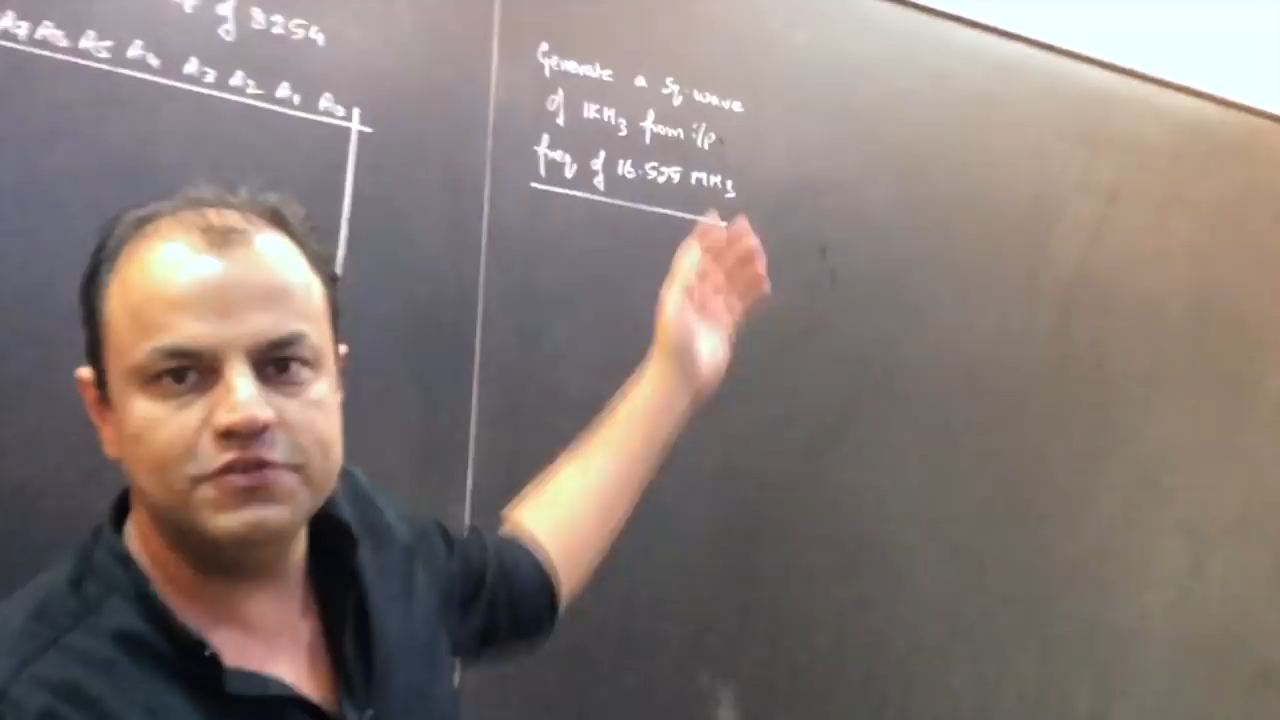 of 8254
A7 A6 A5 A4 A3 A2 A1 A0
Generate a Sq. wave
of 1KHz from i/p
freq of 16.525 MHz